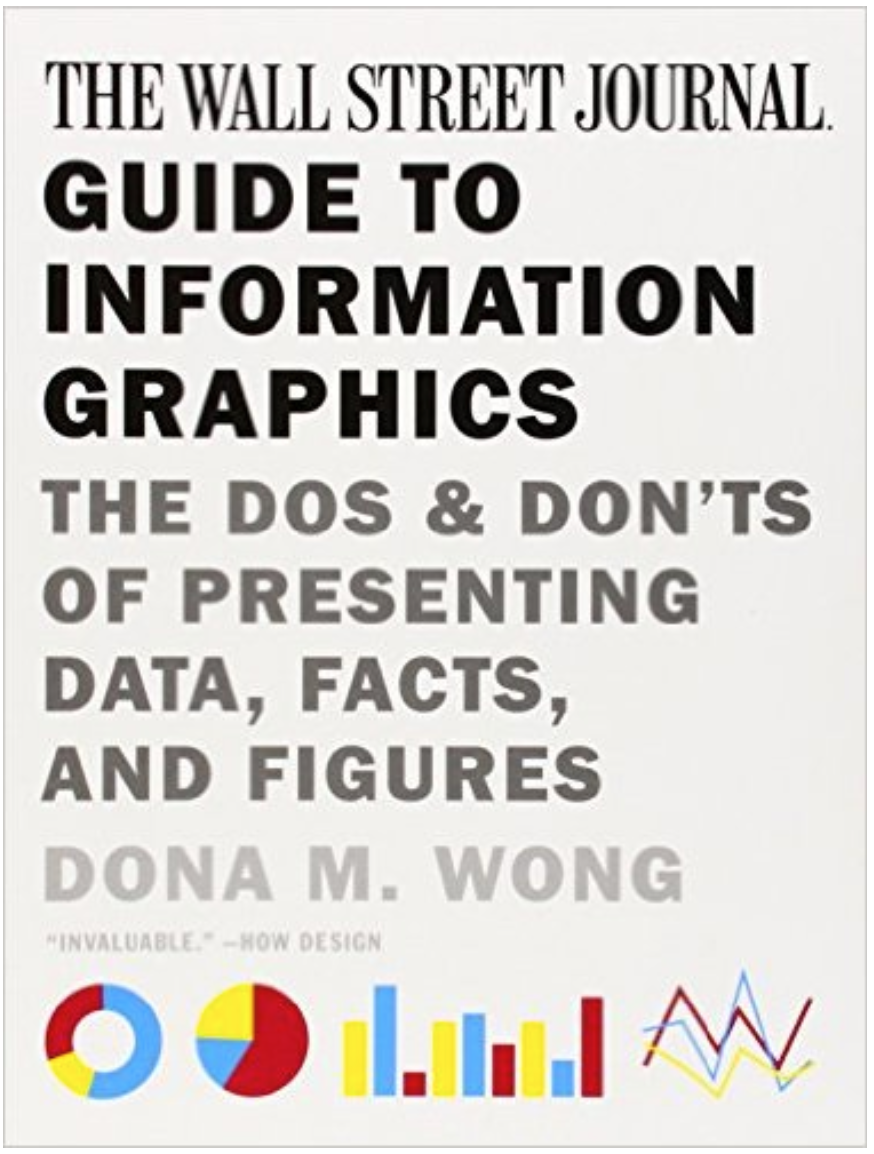 THE WALL STREET JOURNAL.
GUIDE TO
INFORMATION
GRAPHICS
THE DOS & DON'TS
OF PRESENTING
DATA, FACTS,
AND FIGURES
DONA M. WONG
“INVALUABLE.” —HOW DESIGN